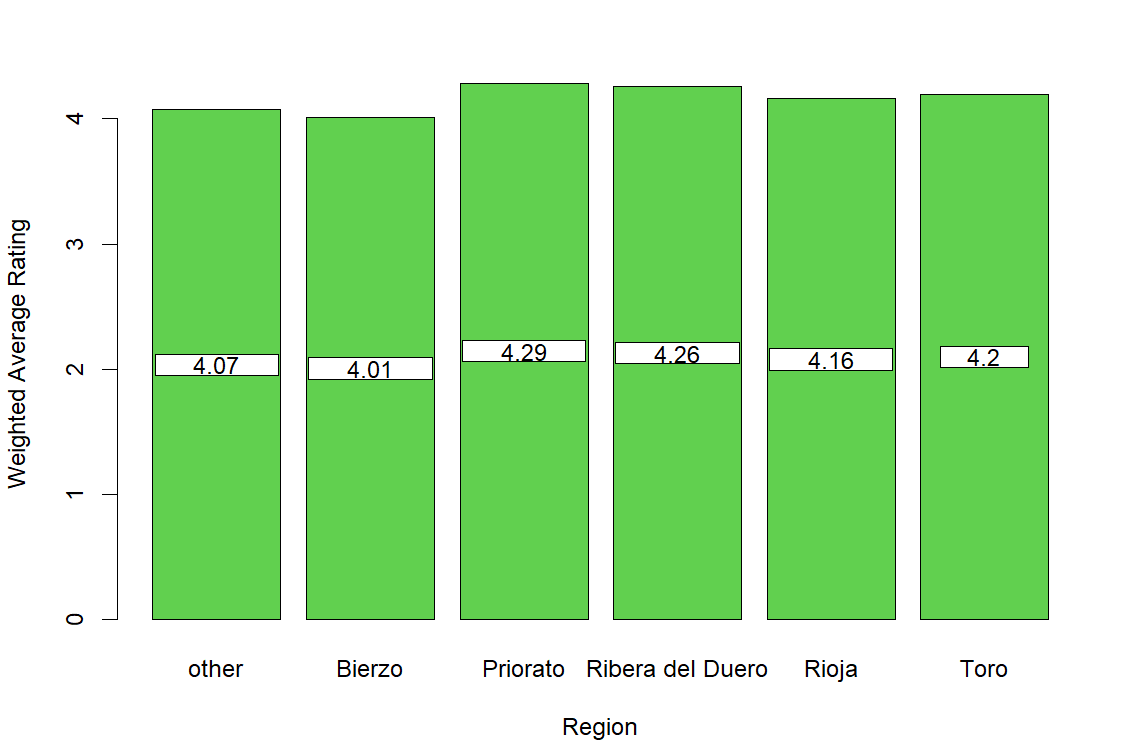 Weighted Average Rating
4
3
2
1
0
4.07
4.01
4.29
4.26
4.16
4.2
other
Bierzo
Priorato
Ribera del Duero
Rioja
Toro
Region